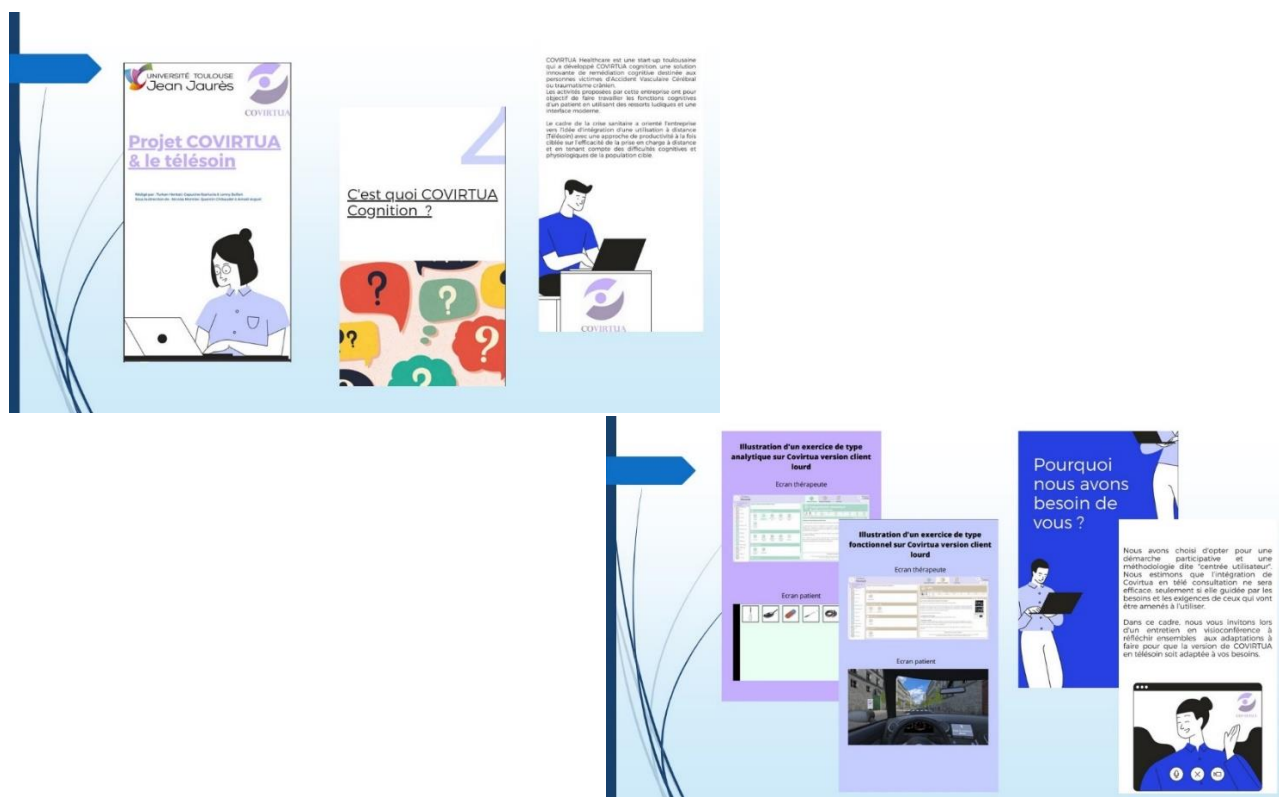 UNIVERSITÉ TOULOUSE
Jean Jaurès
COVIRTUA
Projet COVIRTUA
& le télésoin
C'est quoi COVIRTUA
Cognition ?
COVIRTUA Healthcare est une start-up toulousaine
qui a développé COVIRTUA cognition, une solution
innovante de remédiation cognitive destinée aux
personnes victimes d'Accident Vasculaire Cérébral
ou traumatisme crânien.
Les activités proposées par cette entreprise ont pour
objectif de faire travailler les fonctions cognitives
d'un patient en utilisant des ressorts ludiques et une
interface moderne.
Le cadre de la crise sanitaire a orienté l'entreprise
vers l'idée d'intégration d'une utilisation à distance
(Télésoin) avec une approche de productivité à la fois
ciblée sur l'efficacité de la prise en charge à distance
et en tenant compte des difficultés cognitives et
physiologiques de la population cible.
COVIRTUA
Illustration d'un exercice de type
analytique sur Covirtua version client
lourd
Ecran thérapeute
Ecran patient
Illustration d'un exercice de type
fonctionnel sur Covirtua version client
lourd
Ecran thérapeute
Ecran patient
Pourquoi
nous avons
besoin de
vous ?
Nous avons choisi d'opter pour une
démarche participative et une
méthodologie dite "centrée utilisateur".
Nous estimons que l'intégration de
Covirtua en télé consultation ne sera
efficace, seulement si elle guidée par les
besoins et les exigences de ceux qui vont
être amenés à l'utiliser.
Dans ce cadre, nous vous invitons lors
d'un entretien en visioconférence à
réfléchir ensembles aux adaptations à
faire pour que la version de COVIRTUA
en télésoin soit adaptée à vos besoins.
COVIRTUA